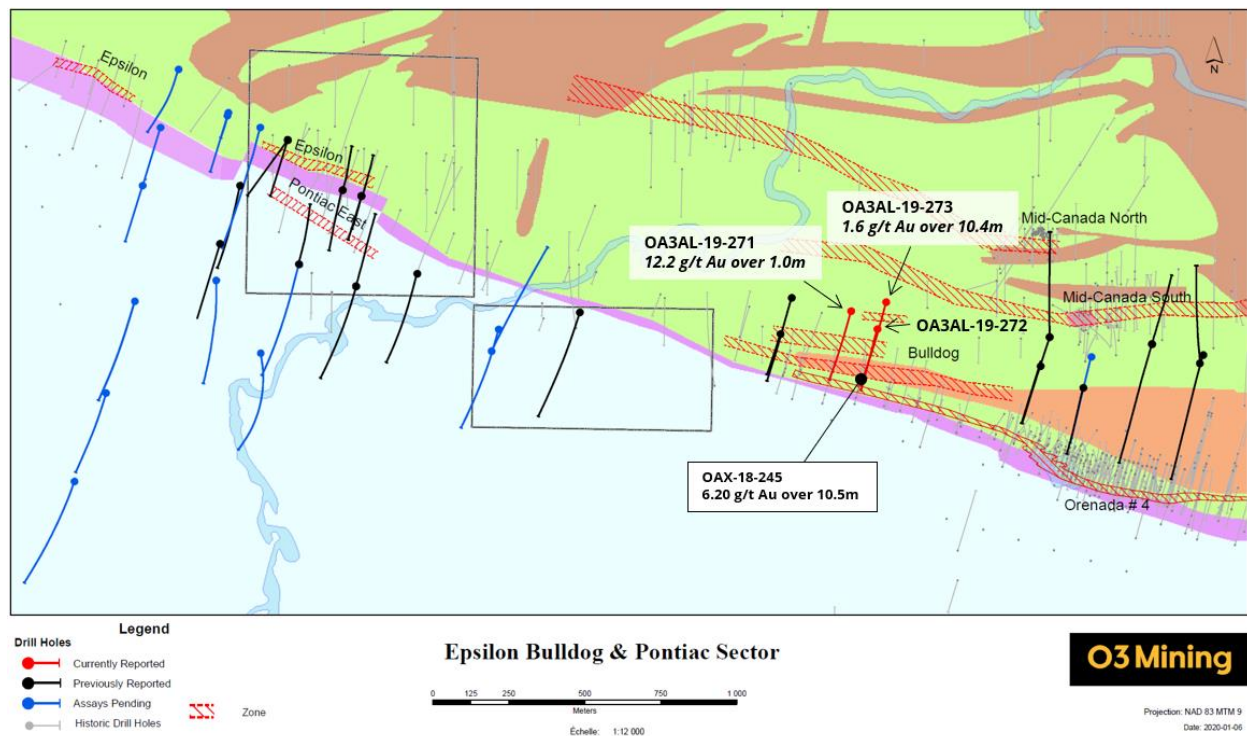 Epsilon
Epsilon
Pontiac East
OA3AL-19-273
1.6 g/t Au over 10.4m
OA3AL-19-271
12.2 g/t Au over 1.0m
N
Mid-Canada North
Mid-Canada South
OA3AL-19-272
Bulldog
OAX-18-245
6.20 g/t Au over 10.5m
Orenada # 4
Legend
Drill Holes
Currently Reported
Previously Reported
Assays Pending
Historic Drill Holes
Zone
Epsilon Bulldog & Pontiac Sector
0 125 250 500 750 1 000
Meters
Échelle: 1:12 000
O3 Mining
Projection: NAD 83 MTM 9
Date: 2020-01-06